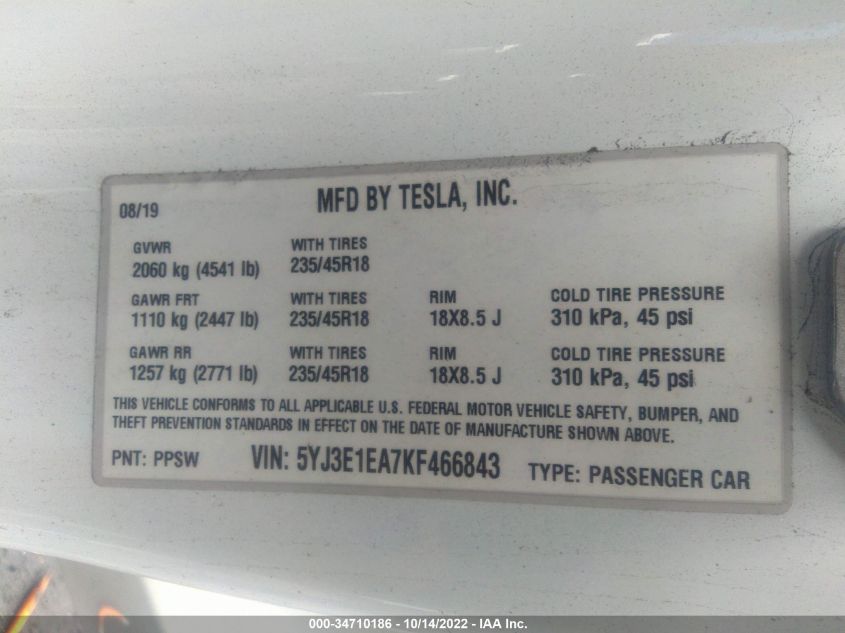 08/19 MFD BY TESLA, INC.
GVWR WITH TIRES
2060 kg (4541 lb) 235/45R18
GAWR FRT WITH TIRES RIM COLD TIRE PRESSURE
1110 kg (2447 lb) 235/45R18 18X8.5 J 310 kPa, 45 psi
GAWR RR WITH TIRES RIM COLD TIRE PRESSURE
1257 kg (2771 lb) 235/45R18 18X8.5 J 310 kPa, 45 psi
THIS VEHICLE CONFORMS TO ALL APPLICABLE U.S. FEDERAL MOTOR VEHICLE SAFETY, BUMPER, AND
THEFT PREVENTION STANDARDS IN EFFECT ON THE DATE OF MANUFACTURE SHOWN ABOVE.
PNT: PPSW VIN: 5YJ3E1EA7KF466843 TYPE: PASSENGER CAR
000-34710186 - 10/14/2022 - IAA Inc.